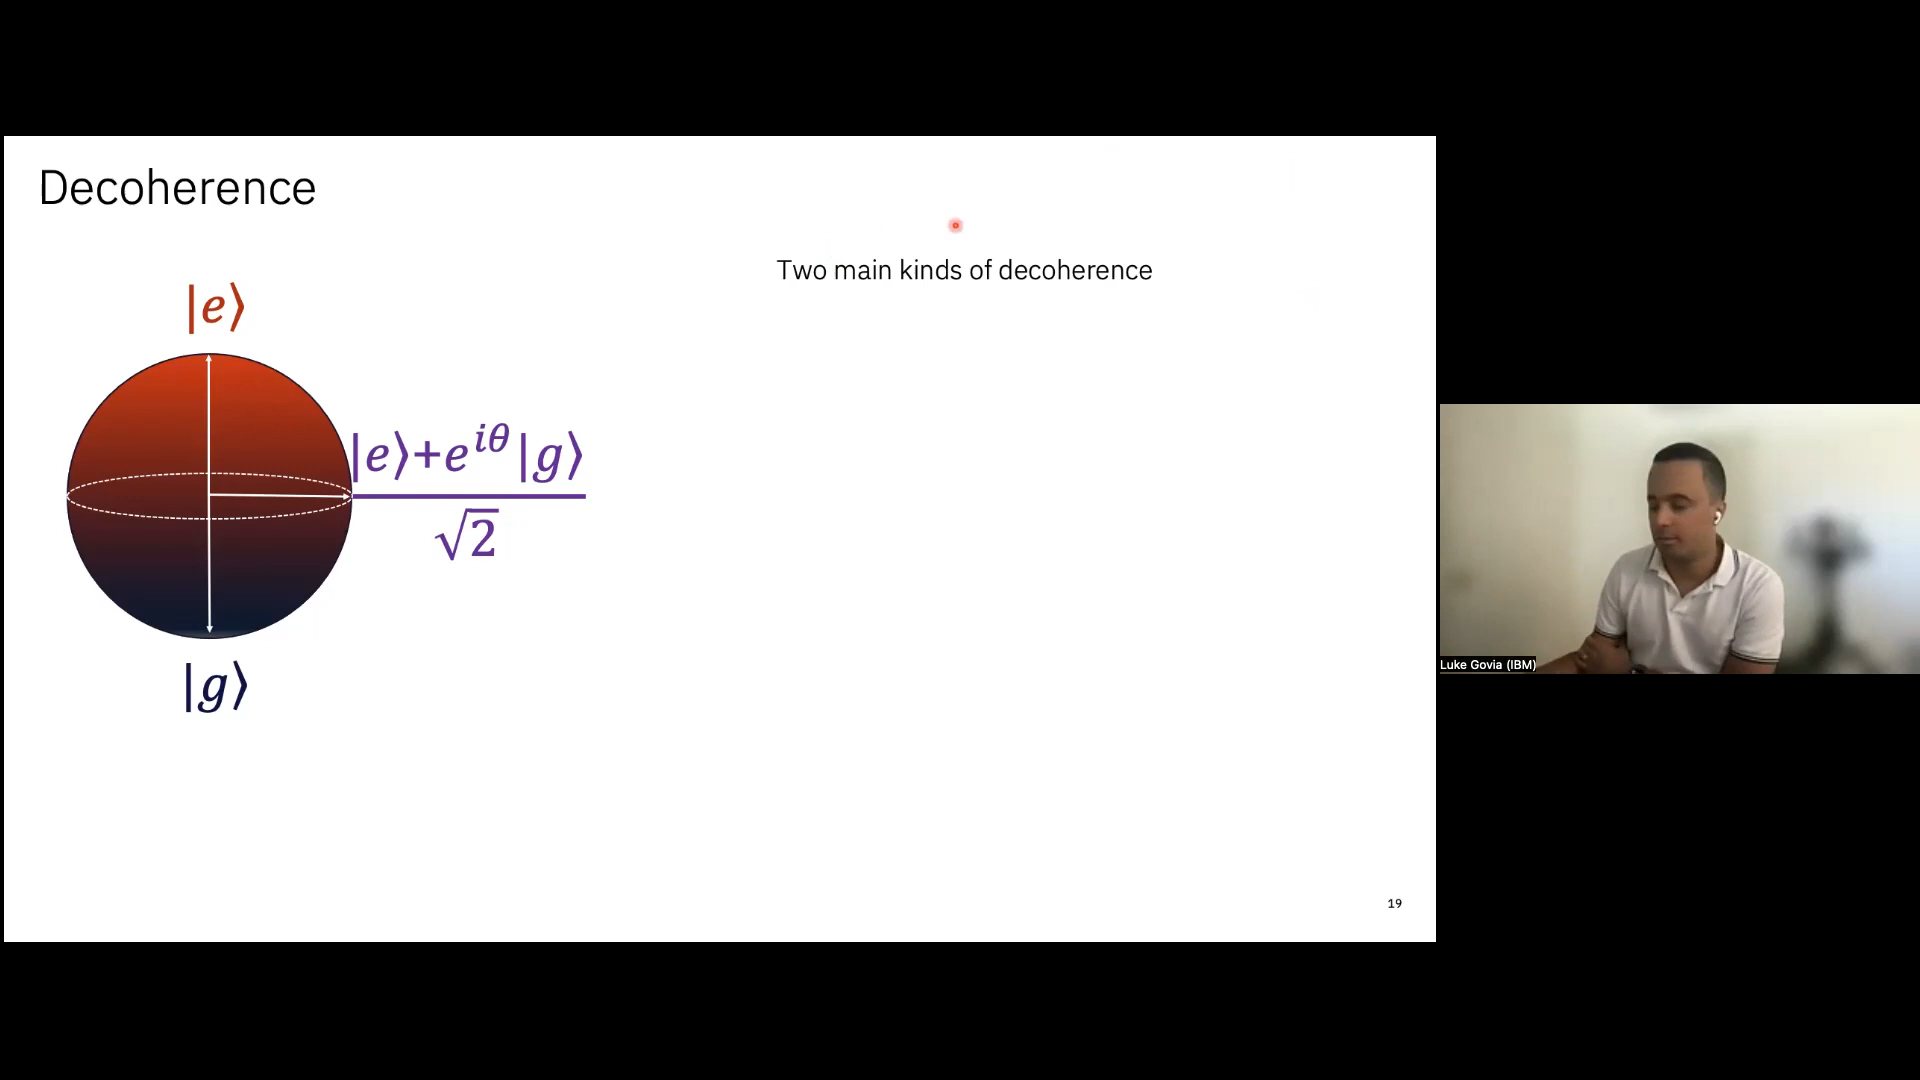 Decoherence
Two main kinds of decoherence
|e⟩
|e⟩+e^{iθ}|g⟩
√2
|g⟩
Luke Govia (IBM)
19